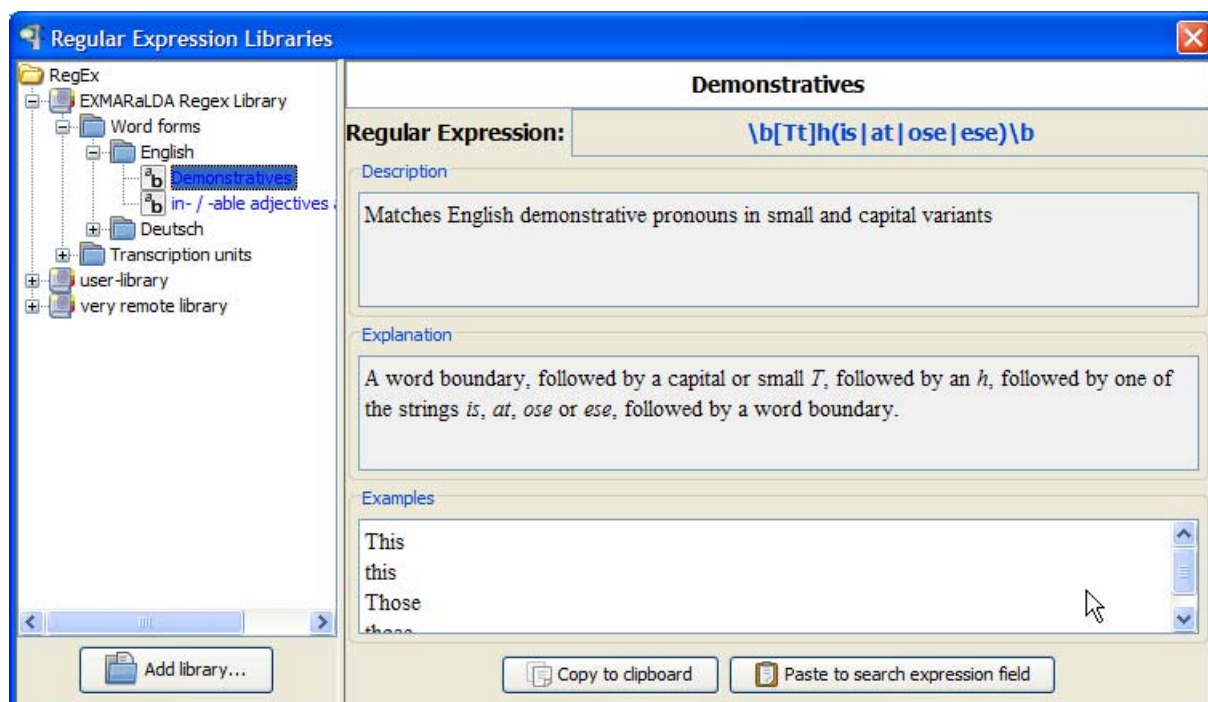 Regular Expression Libraries
RegEx
EXMARaLDA Regex Library
Word forms
English
ab Demonstratives
ab in- / -able adjectives
Deutsch
Transcription units
user-library
very remote library
Add library...
Demonstratives
Regular Expression: \b[Tt]h(is|at|ose|ese)\b
Description
Matches English demonstrative pronouns in small and capital variants
Explanation
A word boundary, followed by a capital or small T, followed by an h, followed by one of
the strings is, at, ose or ese, followed by a word boundary.
Examples
This
this
Those
those
Copy to clipboard
Paste to search expression field